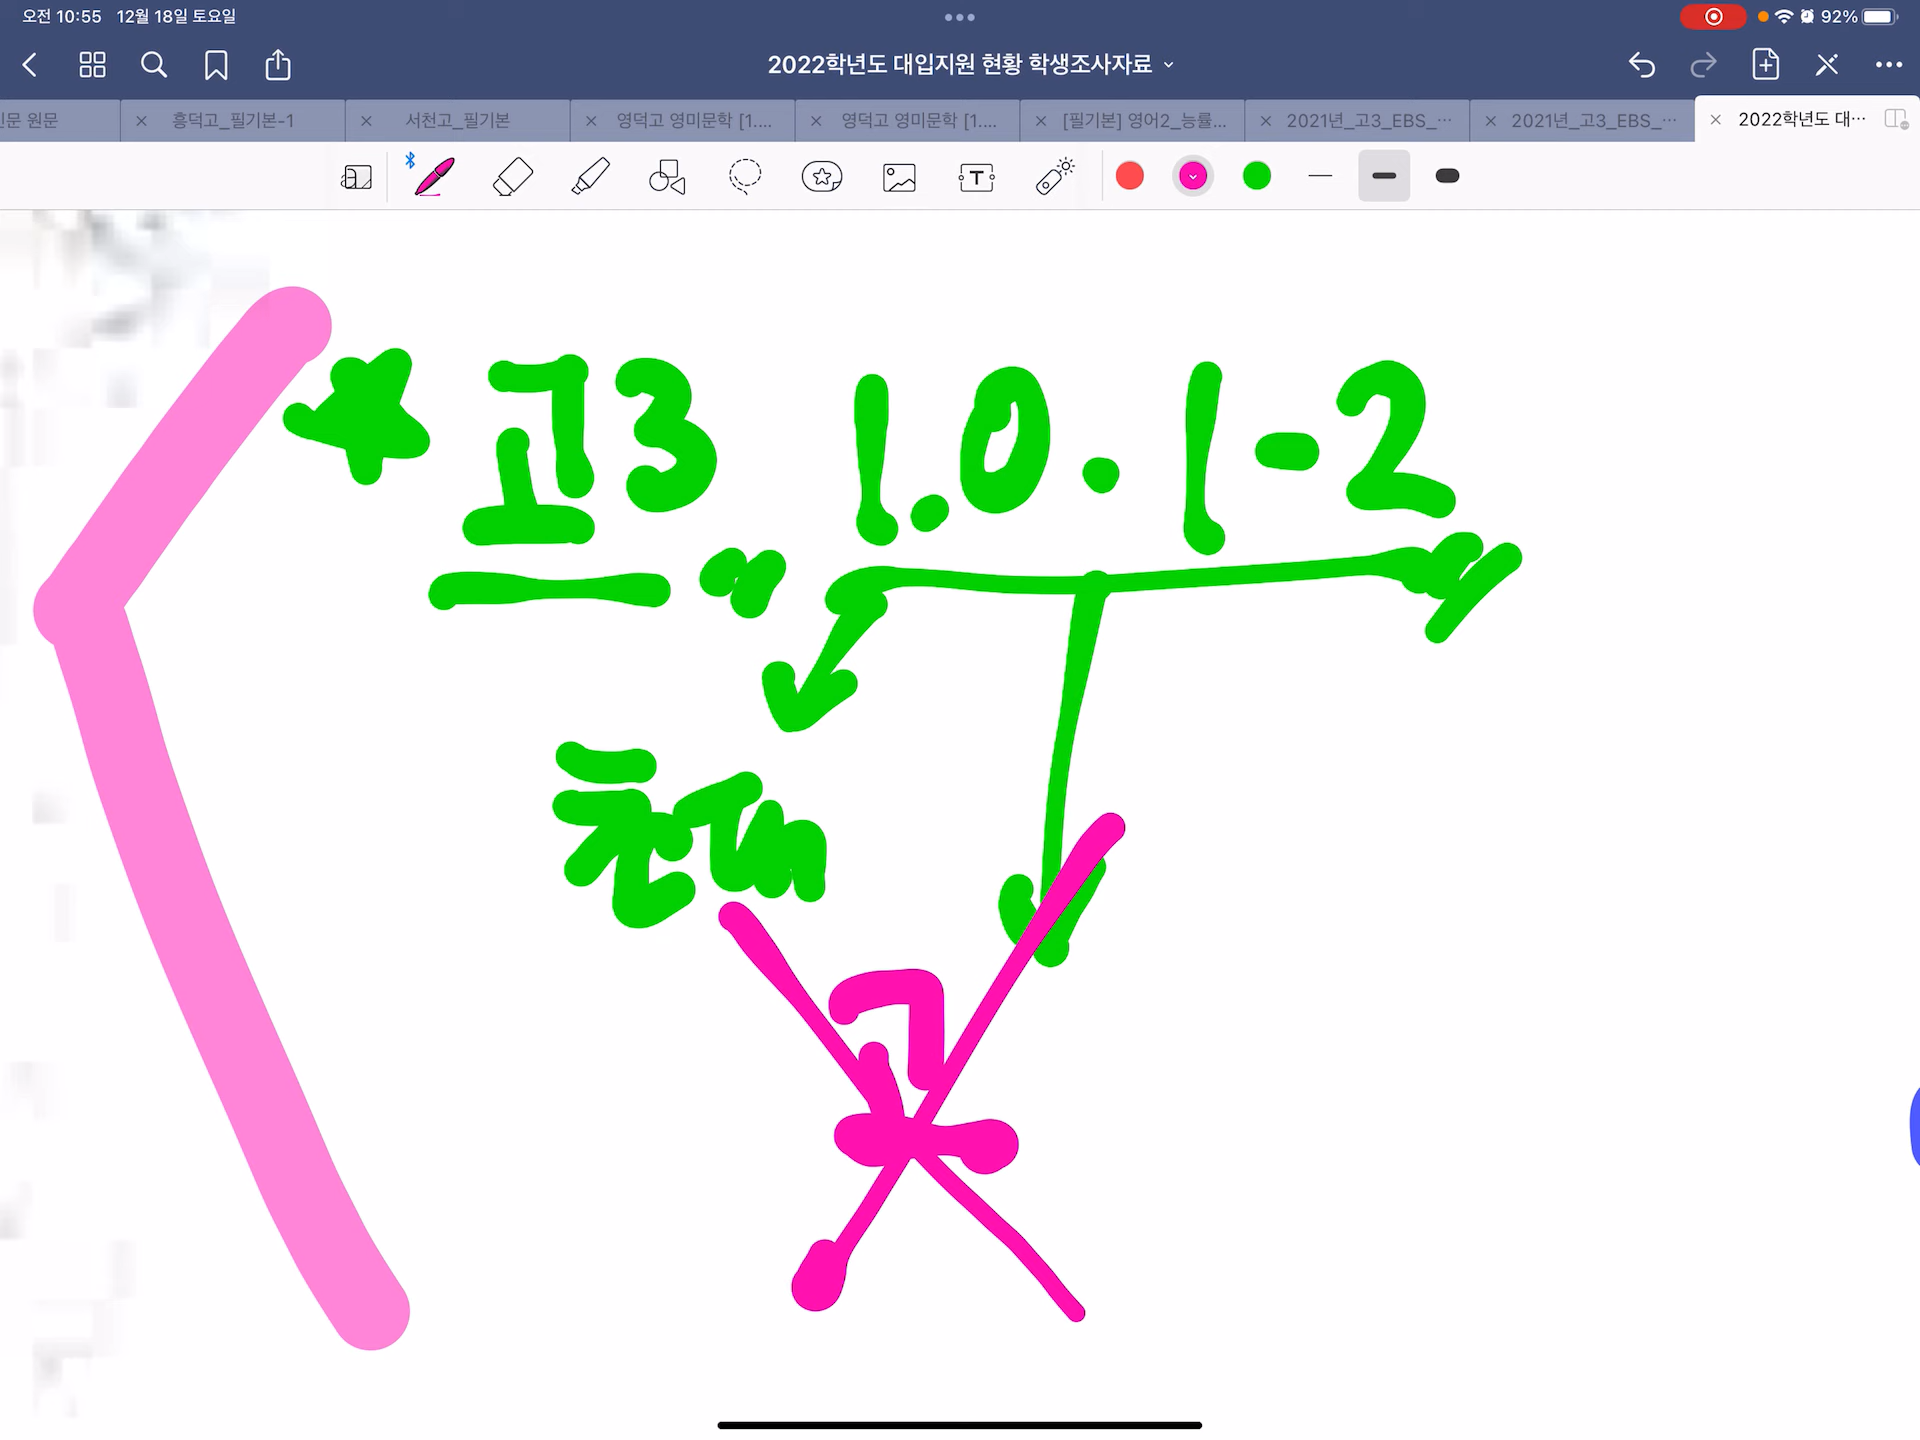 오전 10:55 12월 18일 토요일
92%
2022학년도 대입지원 현황 학생조사자료
인문 원문
흥덕고_필기본-1
서천고_필기본
영덕고 영미문학 [1....
영덕고 영미문학 [1....
[필기본] 영어2_능률...
2021년_고3_EBS_...
2021년_고3_EBS_...
2022학년도 대...
고3 1.0.1-2
천재
고